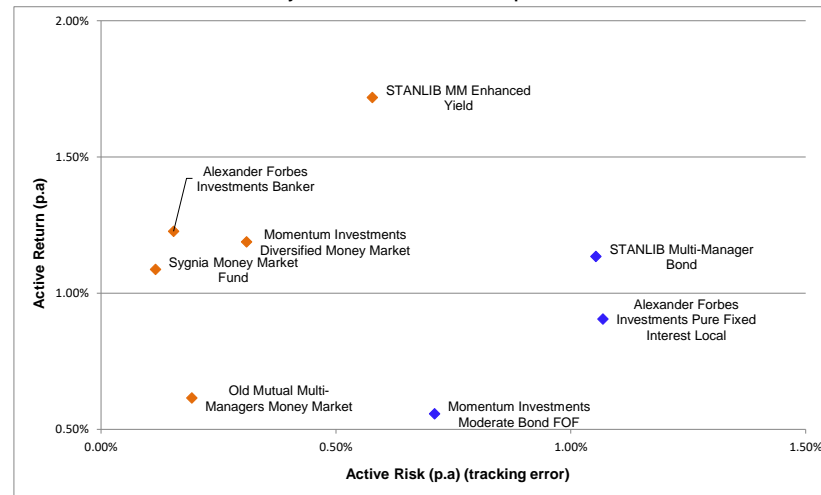 2.00%
STANLIB MM Enhanced
Yield
1.50%
Alexander Forbes
Investments Banker
Momentum Investments
Diversified Money Market
STANLIB Multi-Manager
Bond
Sygnia Money Market
Fund
1.00%
Alexander Forbes
Investments Pure Fixed
Interest Local
Old Mutual Multi-
Managers Money Market
Momentum Investments
Moderate Bond FOF
0.50%
0.00%
0.50%
1.00%
1.50%
Active Return (p.a)
Active Risk (p.a) (tracking error)